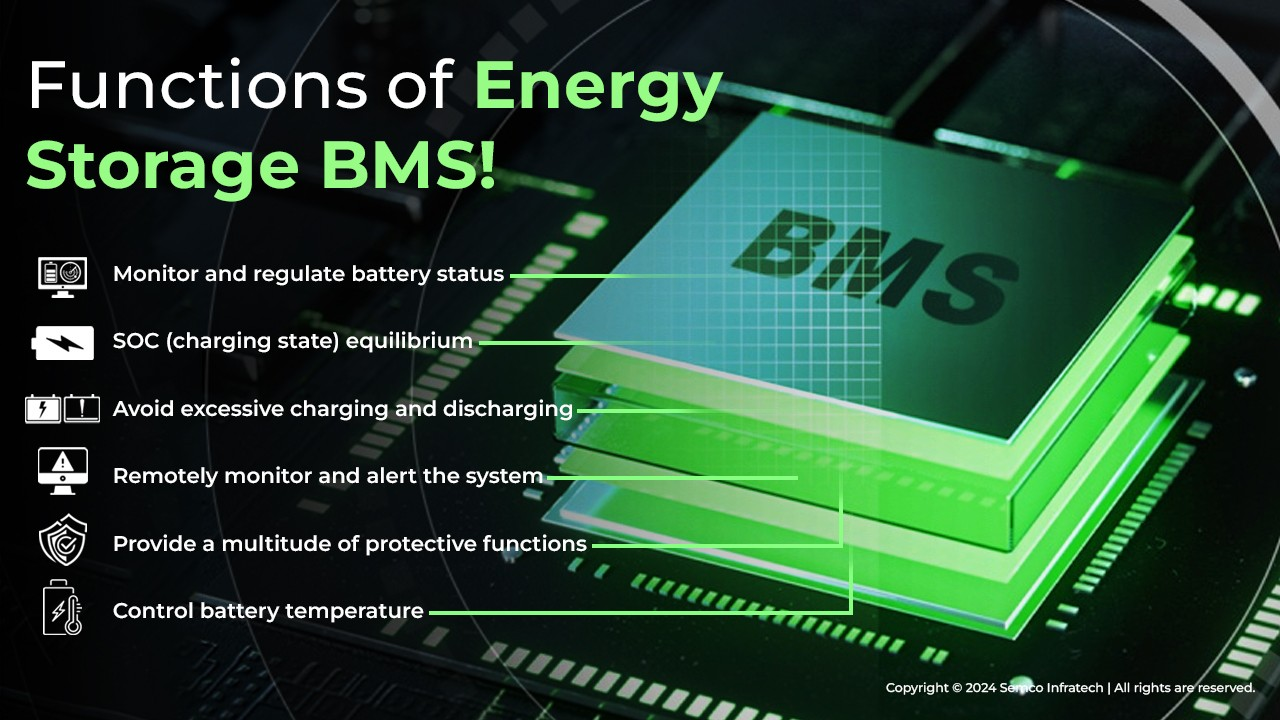 Functions of Energy
Storage BMS!
BMS
Monitor and regulate battery status
SOC (charging state) equilibrium
Avoid excessive charging and discharging
Remotely monitor and alert the system
Provide a multitude of protective functions
Control battery temperature
Copyright © 2024 Semco Infratech | All rights are reserved.